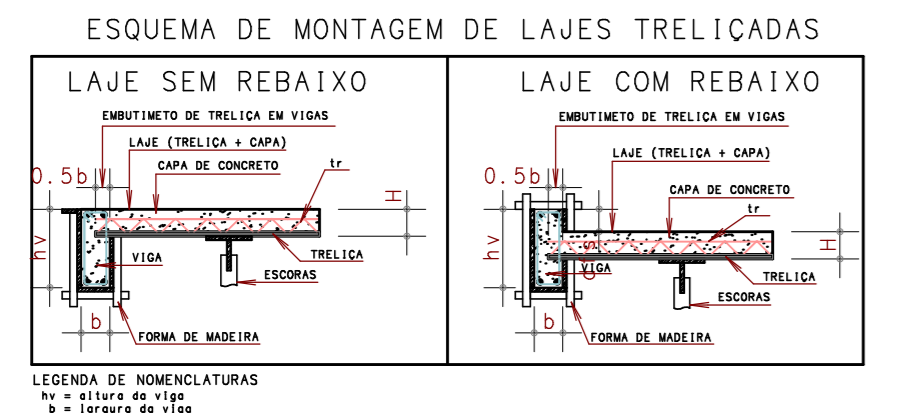 ESQUEMA DE MONTAGEM DE LAJES TRELIÇADAS
LAJE SEM REBAIXO
EMBUTIMETO DE TRELIÇA EM VIGAS
LAJE (TRELIÇA + CAPA)
CAPA DE CONCRETO
tr
0.5b
H
hv
VIGA
TRELIÇA
ESCORAS
b
FORMA DE MADEIRA
LAJE COM REBAIXO
EMBUTIMETO DE TRELIÇA EM VIGAS
LAJE (TRELIÇA + CAPA)
0.5b
CAPA DE CONCRETO
tr
hv
H
VIGA
TRELIÇA
ESCORAS
b
FORMA DE MADEIRA
LEGENDA DE NOMENCLATURAS
hv = altura da viga
b = largura da viga